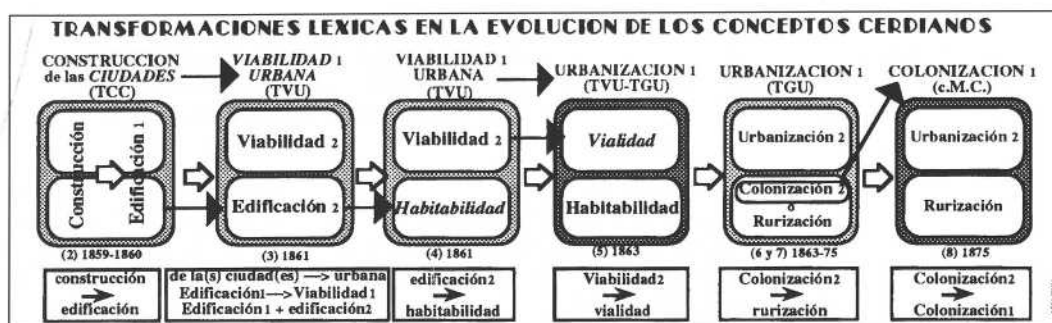 TRANSFORMACIONES LEXICAS EN LA EVOLUCION DE LOS CONCEPTOS CERDIANOS
CONSTRUCCION
de las CIUDADES
(TCC)
Construcción
Edificación 1
(2) 1859-1860
construcción
edificación
VIABILIDAD 1
URBANA
(TVU)
Viabilidad 2
Edificación 2
(3) 1861
de la(s) ciudad(es) —> urbana
Edificación1—>Viabilidad1
Edificación1 + edificación2
VIABILIDAD 1
URBANA
(TVU)
Viabilidad 2
Habitabilidad
(4) 1861
edificación2
habitabilidad
URBANIZACION 1
(TVU-TGU)
Vialidad
Habitabilidad
(5) 1863
Viabilidad2
vialidad
URBANIZACION 1
(TGU)
Urbanización 2
Colonización 2
o
Rurización
(6 y 7) 1863-75
Colonización2
rurización
COLONIZACION 1
(c.M.C.)
Urbanización 2
Rurización
(8) 1875
Colonización2
Colonización1